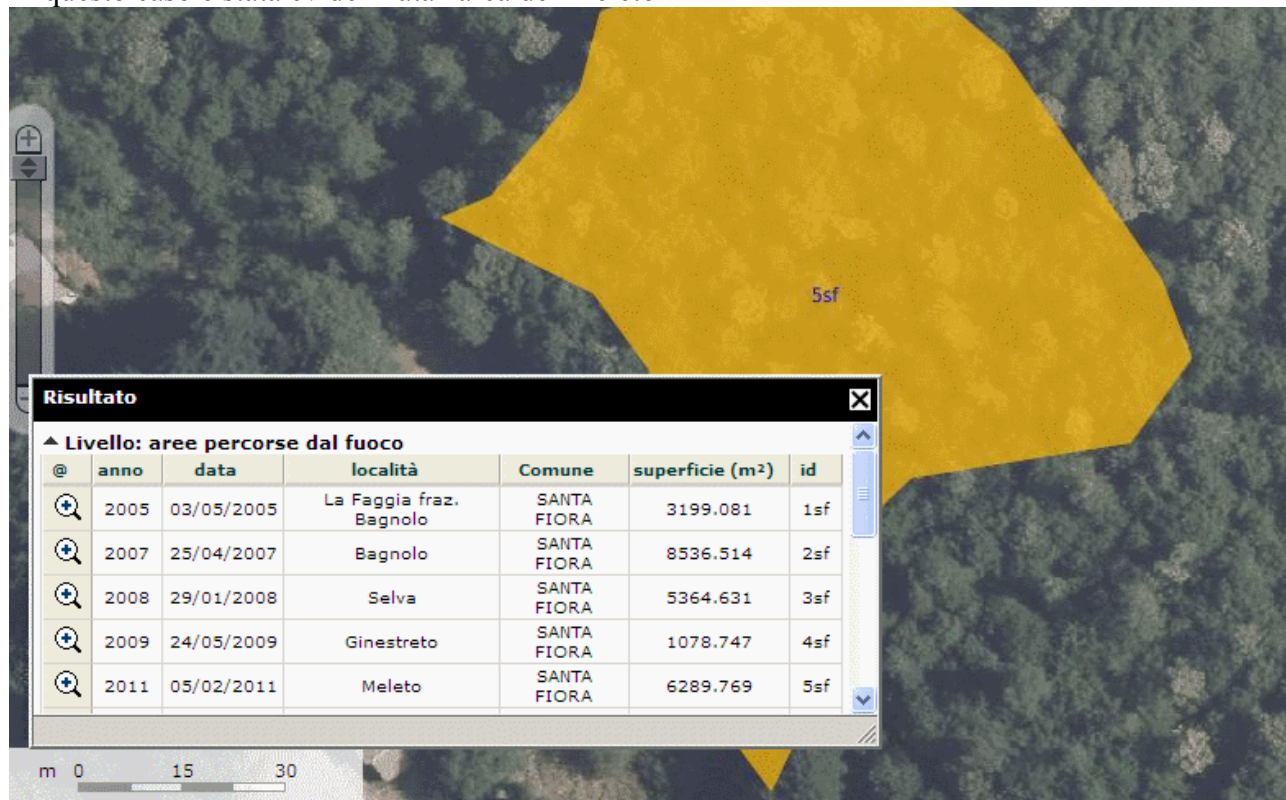 5sf
Risultato
Livello: aree percorse dal fuoco
@ anno data località Comune superficie (m²) id
2005 03/05/2005 La Faggia fraz. Bagnolo SANTA FIORA 3199.081 1sf
2007 25/04/2007 Bagnolo SANTA FIORA 8536.514 2sf
2008 29/01/2008 Selva SANTA FIORA 5364.631 3sf
2009 24/05/2009 Ginestreto SANTA FIORA 1078.747 4sf
2011 05/02/2011 Meleto SANTA FIORA 6289.769 5sf
m 0 15 30